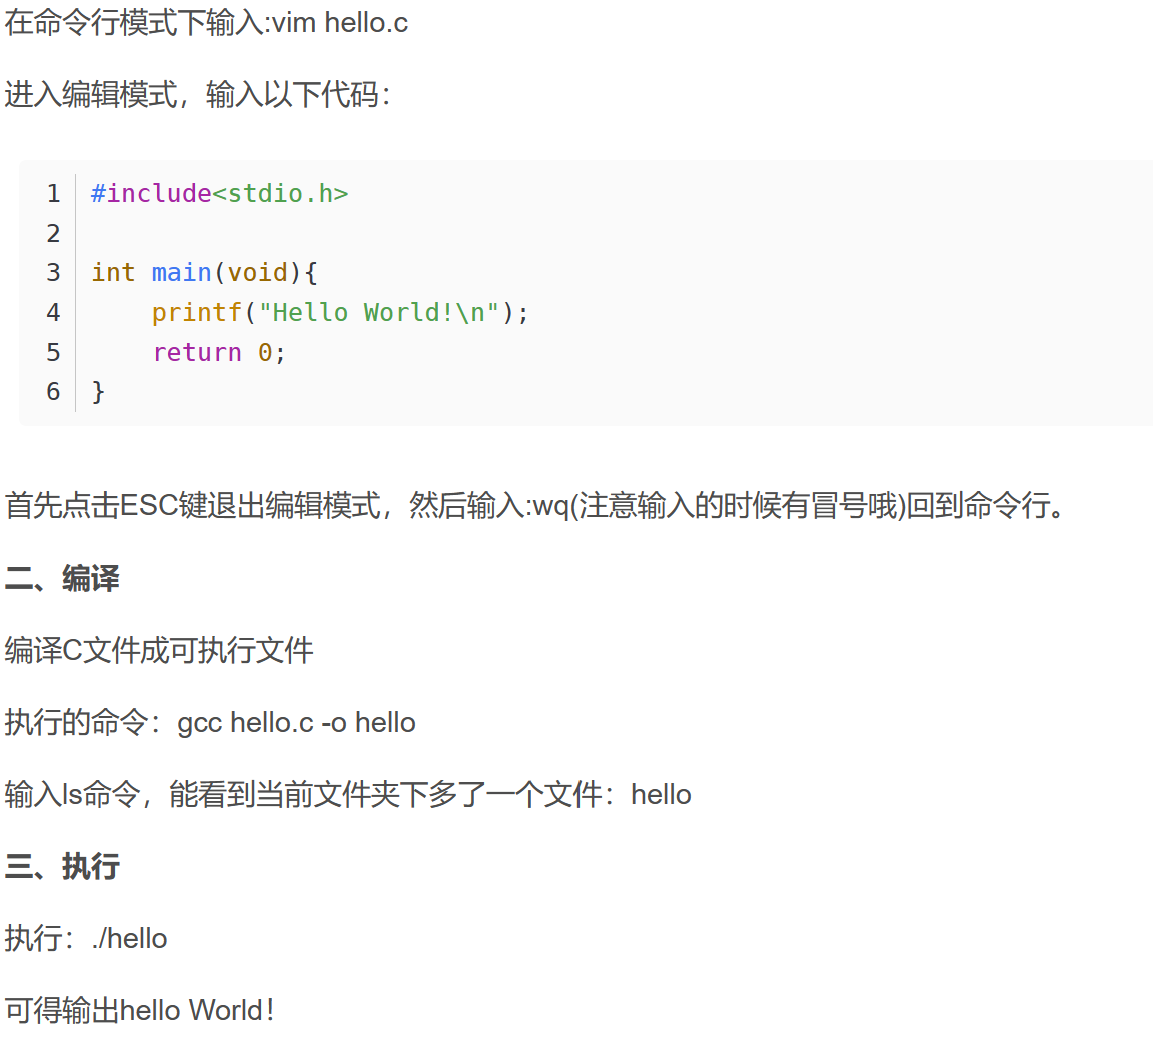 在命令行模式下输入:vim hello.c
进入编辑模式，输入以下代码：
1 #include<stdio.h>
2
3 int main(void){
4     printf("Hello World!\n");
5     return 0;
6 }
首先点击ESC键退出编辑模式，然后输入:wq(注意输入的时候有冒号哦)回到命令行。
二、编译
编译C文件成可执行文件
执行的命令：gcc hello.c -o hello
输入ls命令，能看到当前文件夹下多了一个文件：hello
三、执行
执行：./hello
可得输出hello World！